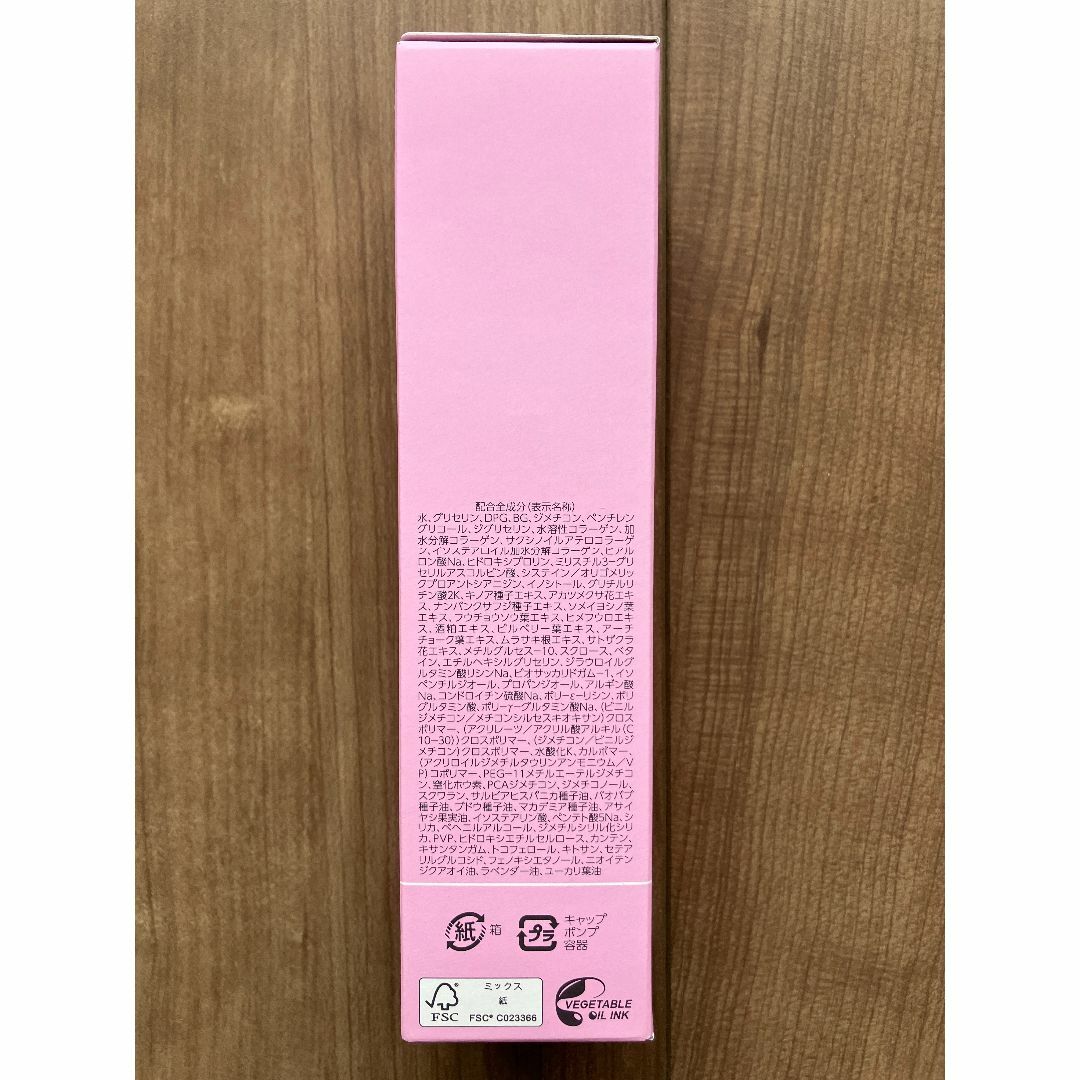 配合全成分(表示名称)
水、グリセリン、DPG、BG、ジメチコン、ペンチレン
グリコール、ジグリセリン、水溶性コラーゲン、加
水分解コラーゲン、サクシノイルアテロコラーゲ
ン、イソステアロイル加水分解コラーゲン、ヒアル
ロン酸Na、ヒドロキシプロリン、ミリスチル3-グリ
セリルアスコルビン酸、システイン/オリゴメリッ
クプロアントシアニジン、イノシトール、グリチルリ
チン酸2K、キノア種子エキス、アカツメクサ花エキ
ス、ナンバンクサフジ種子エキス、ソメイヨシノ葉
エキス、フウチョウソウ葉エキス、ヒメフウロエキ
ス、酒粕エキス、ビルベリー葉エキス、アーチ
チョーク葉エキス、ムラサキ根エキス、サトザクラ
花エキス、メチルグルセス-10、スクロース、ベタ
イン、エチルヘキシルグリセリン、ジラウロイルグ
ルタミン酸リシンNa、ビオサッカリドガム-1、イソ
ペンチルジオール、プロパンジオール、アルギン酸
Na、コンドロイチン硫酸Na、ポリ-ε-リシン、ポリ
グルタミン酸、ポリ-γ-グルタミン酸Na、(ビニル
ジメチコン/メチコンシルセスキオキサン)クロス
ポリマー、(アクリレーツ/アクリル酸アルキル(C
10-30))クロスポリマー、(ジメチコン/ビニルジ
メチコン)クロスポリマー、水酸化K、カルボマー、
(アクリロイルジメチルタウリンアンモニウム/V
P)コポリマー、PEG-11メチルエーテルジメチコ
ン、窒化ホウ素、PCAジメチコン、ジメチコノール、
スクワラン、サルビアヒスパニカ種子油、バオバブ
種子油、ブドウ種子油、マカデミア種子油、アサイ
ヤシ果実油、イソステアリン酸、ペンテト酸5Na、シ
リカ、ベヘニルアルコール、ジメチルシリル化シリ
カ、PVP、ヒドロキシエチルセルロース、カンテン、
キサンタンガム、トコフェロール、キトサン、セテア
リルグルコシド、フェノキシエタノール、ニオイテン
ジクアオイ油、ラベンダー油、ユーカリ葉油
紙 箱
プラ キャップ
ポンプ
容器
ミックス
紙
FSC FSC® C023366
VEGETABLE
OIL INK